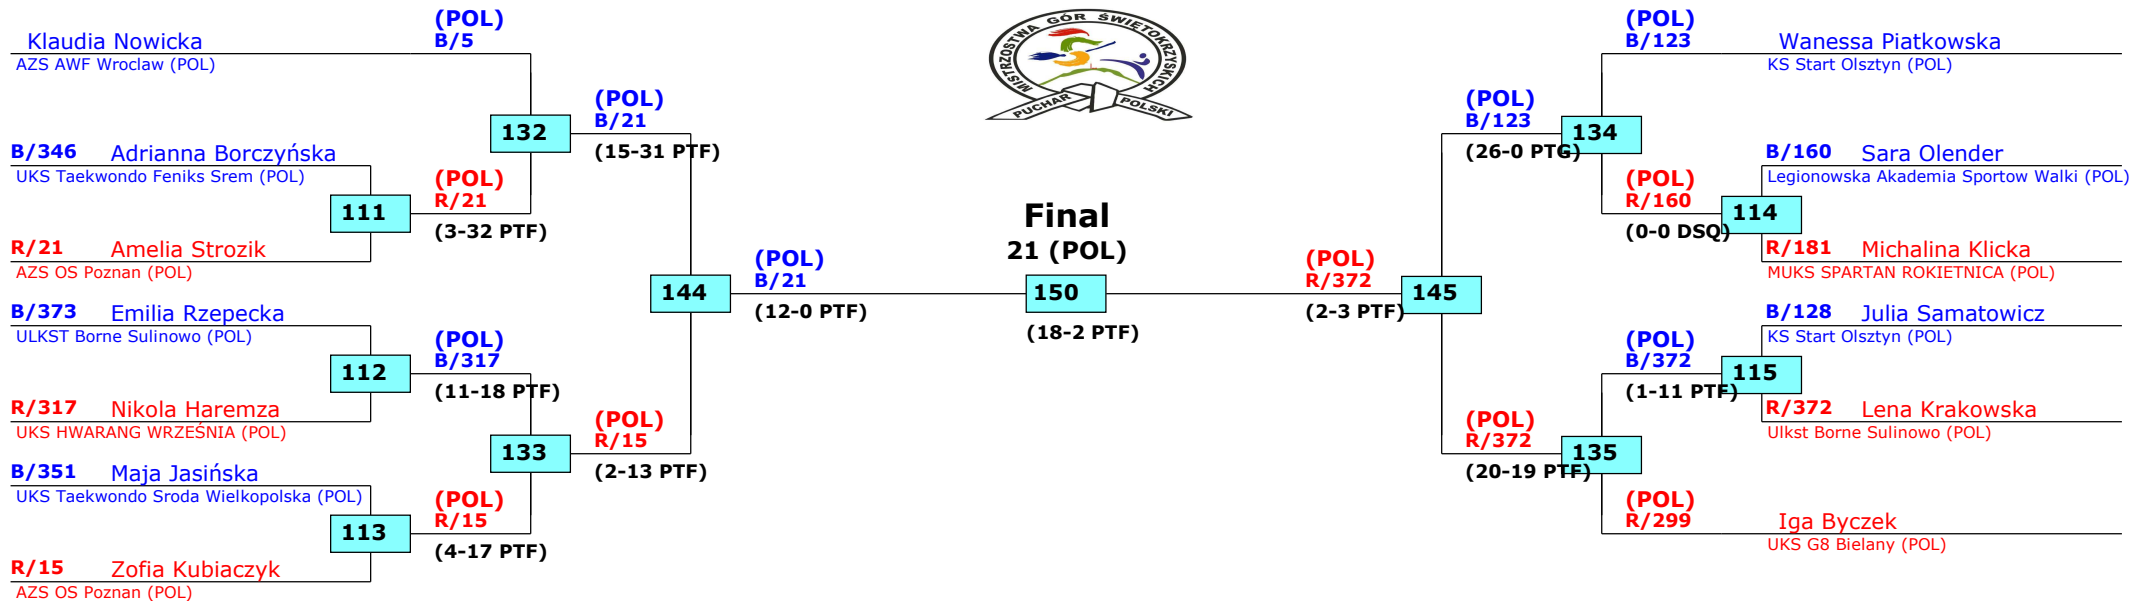 (POL)
B/5
Klaudia Nowicka
AZS AWF Wroclaw (POL)
132
(POL)
B/21
(15-31 PTF)
B/346 Adrianna Borczyńska
UKS Taekwondo Feniks Srem (POL)
111
(POL)
R/21
(3-32 PTF)
R/21 Amelia Strozik
AZS OS Poznan (POL)
144
(POL)
B/21
(12-0 PTF)
B/373 Emilia Rzepecka
ULKST Borne Sulinowo (POL)
112
(POL)
B/317
(11-18 PTF)
R/317 Nikola Haremza
UKS HWARANG WRZEŚNIA (POL)
133
(POL)
R/15
(2-13 PTF)
B/351 Maja Jasińska
UKS Taekwondo Sroda Wielkopolska (POL)
113
(POL)
R/15
(4-17 PTF)
R/15 Zofia Kubiaczyk
AZS OS Poznan (POL)
MISTRZOSTWA GÓR ŚWIĘTOKRZYSKICH
PUCHAR POLSKI
Final
21 (POL)
150
(18-2 PTF)
(POL)
B/123
Wanessa Piatkowska
KS Start Olsztyn (POL)
(POL)
B/123
(26-0 PTG)
134
B/160 Sara Olender
Legionowska Akademia Sportow Walki (POL)
(POL)
R/160
(0-0 DSQ)
114
R/181 Michalina Klicka
MUKS SPARTAN ROKIETNICA (POL)
(POL)
R/372
(2-3 PTF)
145
B/128 Julia Samatowicz
KS Start Olsztyn (POL)
(POL)
B/372
(1-11 PTF)
115
R/372 Lena Krakowska
Ulkst Borne Sulinowo (POL)
(POL)
R/372
(20-19 PTF)
135
(POL)
R/299
Iga Byczek
UKS G8 Bielany (POL)